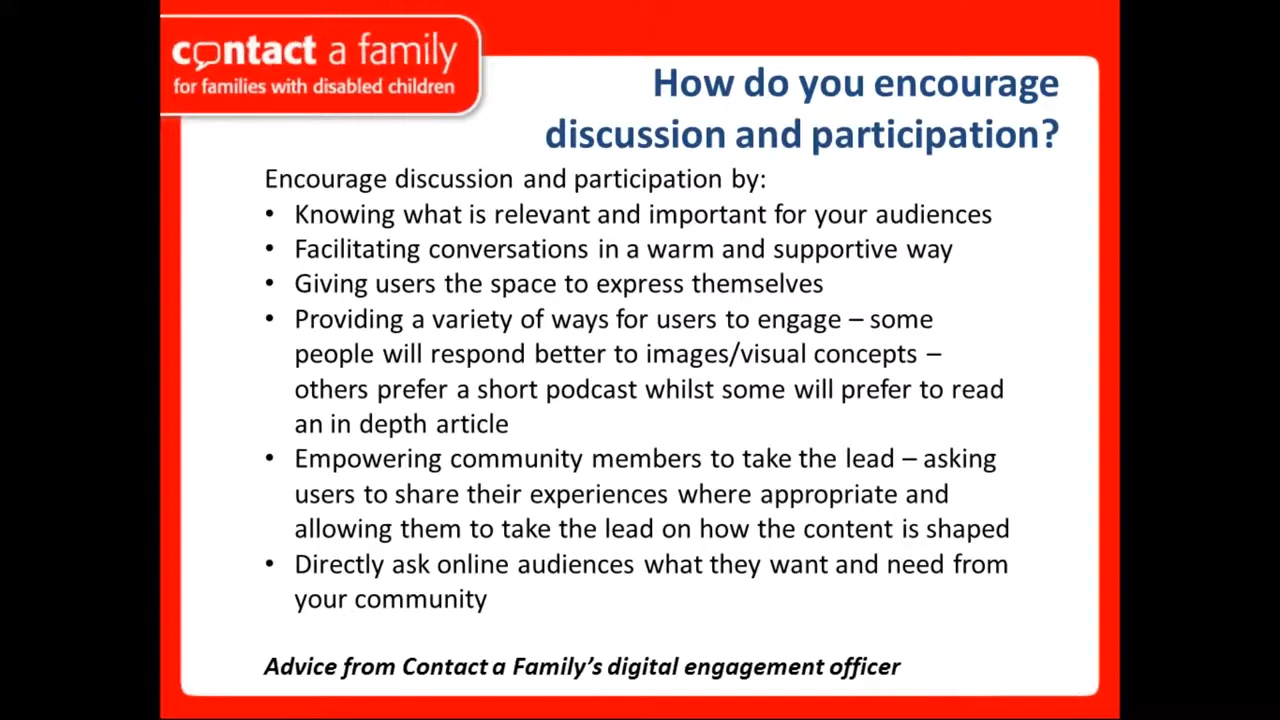 contact a family
for families with disabled children
How do you encourage
discussion and participation?
Encourage discussion and participation by:
• Knowing what is relevant and important for your audiences
• Facilitating conversations in a warm and supportive way
• Giving users the space to express themselves
• Providing a variety of ways for users to engage – some
people will respond better to images/visual concepts –
others prefer a short podcast whilst some will prefer to read
an in depth article
• Empowering community members to take the lead – asking
users to share their experiences where appropriate and
allowing them to take the lead on how the content is shaped
• Directly ask online audiences what they want and need from
your community
Advice from Contact a Family’s digital engagement officer